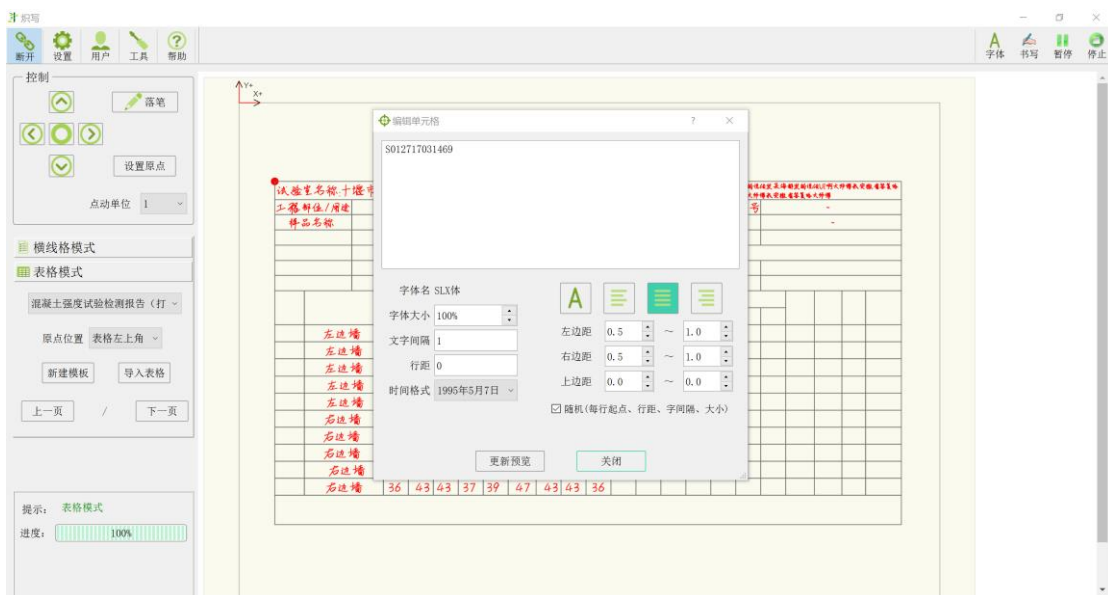 织写
断开 设置 用户 工具 帮助
字体 书写 暂停 停止
控制
落笔
设置原点
点动单位 1
横线格模式
表格模式
混凝土强度试验检测报告（打
原点位置 表格左上角
新建模板 导入表格
上一页 / 下一页
提示： 表格模式
进度： 100%
Y+
X+
试验室名称:十堰市
工程部位/用途
号 -
样品名称
-
左边墙
左边墙
左边墙
左边墙
左边墙
右边墙
右边墙
右边墙
右边墙
右边墙 36 43 43 37 39 47 43 43 36
编辑单元格 ? ×
S012717031469
字体名 SLX体
字体大小 100%
文字间隔 1
行距 0
时间格式 1995年5月7日
A
左边距 0.5 ~ 1.0
右边距 0.5 ~ 1.0
上边距 0.0 ~ 0.0
随机(每行起点、行距、字间隔、大小)
更新预览 关闭